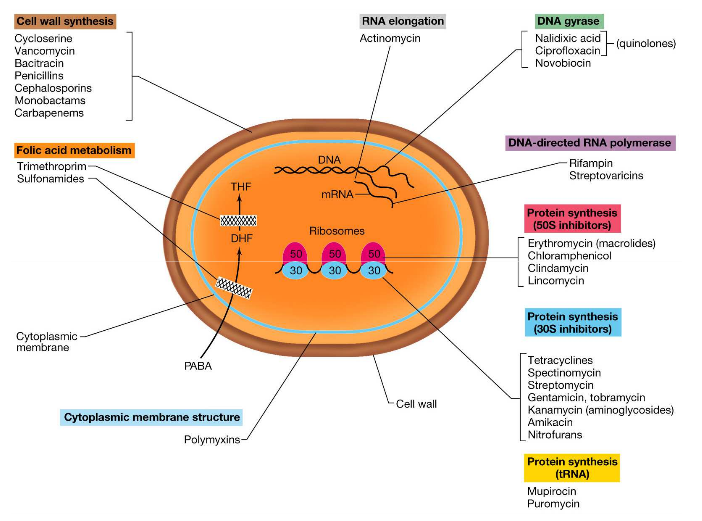 Cell wall synthesis
Cycloserine
Vancomycin
Bacitracin
Penicillins
Cephalosporins
Monobactams
Carbapenems
RNA elongation
Actinomycin
DNA gyrase
Nalidixic acid
Ciprofloxacin
(quinolones)
Novobiocin
Folic acid metabolism
Trimethroprim
Sulfonamides
DNA-directed RNA polymerase
Rifampin
Streptovaricins
DNA
mRNA
THF
DHF
Ribosomes
50 50 50
30 30 30
Protein synthesis
(50S inhibitors)
Erythromycin (macrolides)
Chloramphenicol
Clindamycin
Lincomycin
Protein synthesis
(30S inhibitors)
Tetracyclines
Spectinomycin
Streptomycin
Gentamicin, tobramycin
Kanamycin (aminoglycosides)
Amikacin
Nitrofurans
Cytoplasmic
membrane
PABA
Cell wall
Cytoplasmic membrane structure
Polymyxins
Protein synthesis
(tRNA)
Mupirocin
Puromycin